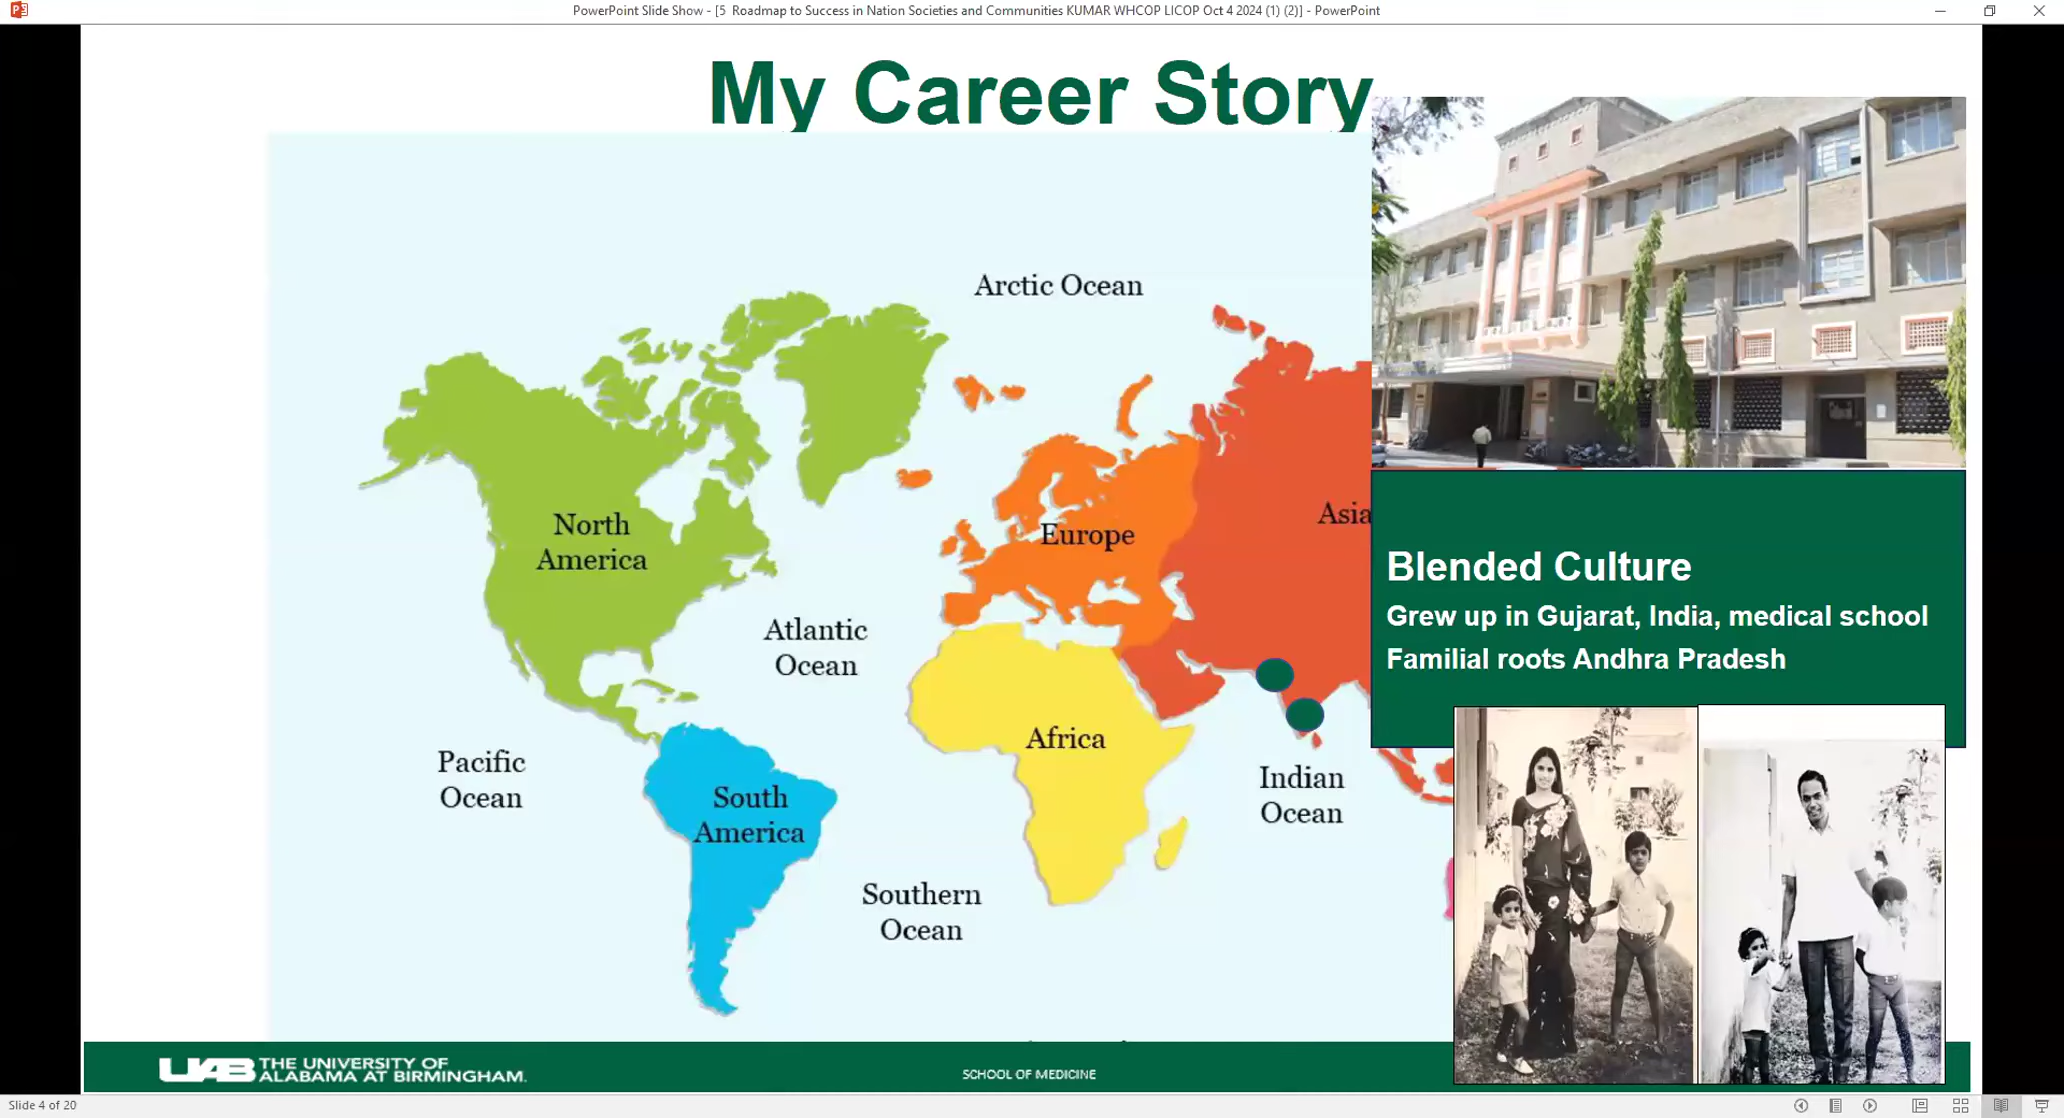 PowerPoint Slide Show - [5 Roadmap to Success in Nation Societies and Communities KUMAR WHCOP LICOP Oct 4 2024 (1) (2)] - PowerPoint
My Career Story
Arctic Ocean
North
America
Europe
Asia
Atlantic
Ocean
Africa
Pacific
Ocean
South
America
Indian
Ocean
Southern
Ocean
Blended Culture
Grew up in Gujarat, India, medical school
Familial roots Andhra Pradesh
UAB THE UNIVERSITY OF
ALABAMA AT BIRMINGHAM.
SCHOOL OF MEDICINE
Slide 4 of 20